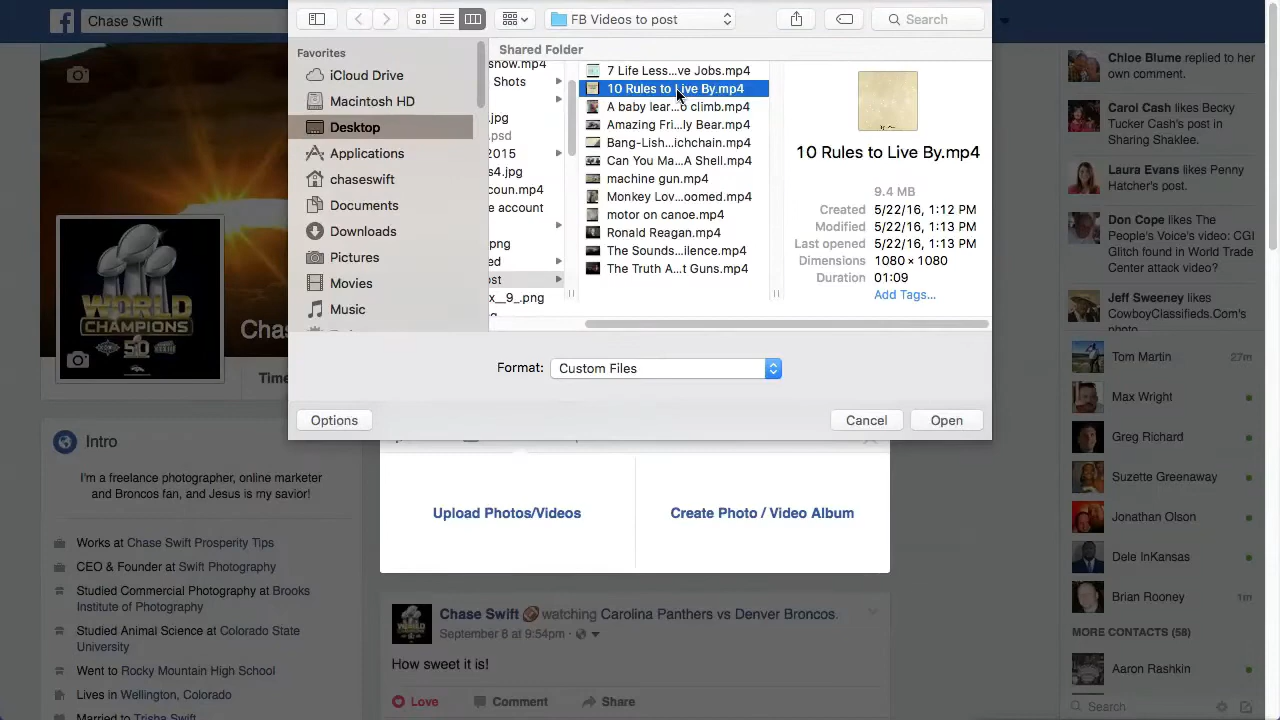 Chase Swift
FB Videos to post
Search
Favorites
iCloud Drive
Macintosh HD
Desktop
Applications
chaseswift
Documents
Downloads
Pictures
Movies
Music
Shared Folder
show.mp4
Shots
.jpg
.psd
2015
s4.jpg
coun.mp4
e account
png
ed
ost
x__9_.png
7 Life Less...ve Jobs.mp4
10 Rules to Live By.mp4
A baby lear...o climb.mp4
Amazing Fri...ly Bear.mp4
Bang-Lish...ichchain.mp4
Can You Ma...A Shell.mp4
machine gun.mp4
Monkey Lov...oomed.mp4
motor on canoe.mp4
Ronald Reagan.mp4
The Sounds...ilence.mp4
The Truth A...t Guns.mp4
10 Rules to Live By.mp4
9.4 MB
Created 5/22/16, 1:12 PM
Modified 5/22/16, 1:13 PM
Last opened 5/22/16, 1:13 PM
Dimensions 1080 × 1080
Duration 01:09
Add Tags...
Format: Custom Files
Options
Cancel
Open
WORLD
CHAMPIONS
50
Chas
Time
Intro
I'm a freelance photographer, online marketer
and Broncos fan, and Jesus is my savior!
Works at Chase Swift Prosperity Tips
CEO & Founder at Swift Photography
Studied Commercial Photography at Brooks
Institute of Photography
Studied Animal Science at Colorado State
University
Went to Rocky Mountain High School
Lives in Wellington, Colorado
Married to Trisha Swift
Upload Photos/Videos
Create Photo / Video Album
Chase Swift watching Carolina Panthers vs Denver Broncos.
September 8 at 9:54pm ·
How sweet it is!
Love
Comment
Share
Chloe Blume replied to her
own comment.
Carol Cash likes Becky
Tucker Cash's post in
Sharing Shaklee.
Laura Evans likes Penny
Hatcher's post.
Don Cope likes The
People's Voice's video: CGI
Glitch found in World Trade
Center attack video?
Jeff Sweeney likes
CowboyClassifieds.Com's
photo
Tom Martin 27m
Max Wright
Greg Richard
Suzette Greenaway
Jonathan Olson
Dele InKansas
Brian Rooney 1m
MORE CONTACTS (58)
Aaron Rashkin
Search